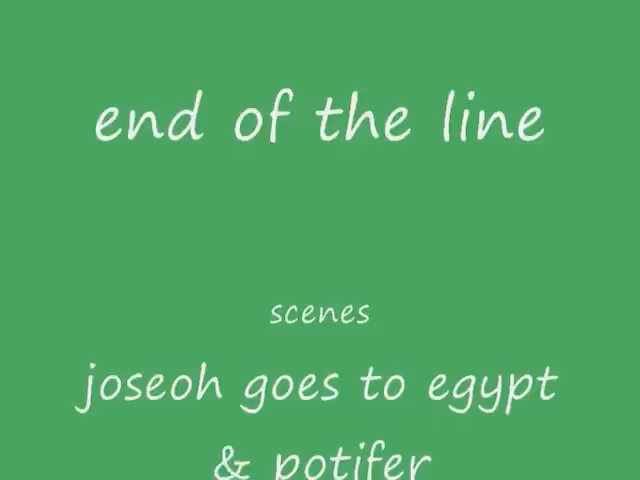 end of the line
scenes
joseoh goes to egypt
& potifer